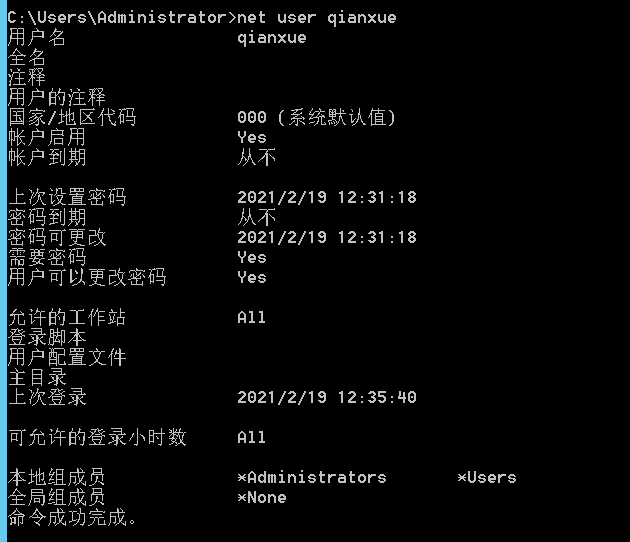 C:\Users\Administrator>net user qianxue
用户名 qianxue
全名
注释
用户的注释
国家/地区代码 000 (系统默认值)
帐户启用 Yes
帐户到期 从不
上次设置密码 2021/2/19 12:31:18
密码到期 从不
密码可更改 2021/2/19 12:31:18
需要密码 Yes
用户可以更改密码 Yes
允许的工作站 All
登录脚本
用户配置文件
主目录
上次登录 2021/2/19 12:35:40
可允许的登录小时数 All
本地组成员 *Administrators *Users
全局组成员 *None
命令成功完成。